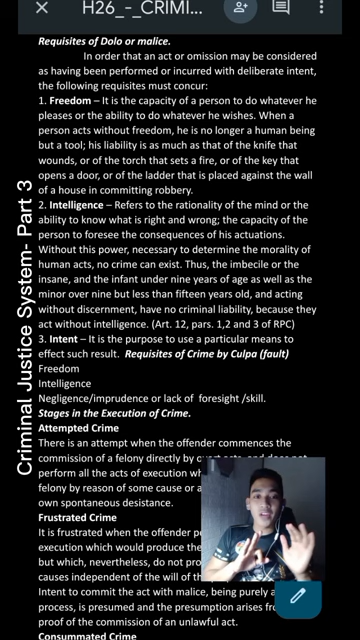 H26_-_CRIMI...
Requisites of Dolo or malice.
In order that an act or omission may be considered
as having been performed or incurred with deliberate intent,
the following requisites must concur:
1. Freedom – It is the capacity of a person to do whatever he
pleases or the ability to do whatever he wishes. When a
person acts without freedom, he is no longer a human being
but a tool; his liability is as much as that of the knife that
wounds, or of the torch that sets a fire, or of the key that
opens a door, or of the ladder that is placed against the wall
of a house in committing robbery.
2. Intelligence – Refers to the rationality of the mind or the
ability to know what is right and wrong; the capacity of the
person to foresee the consequences of his actuations.
Without this power, necessary to determine the morality of
human acts, no crime can exist. Thus, the imbecile or the
insane, and the infant under nine years of age as well as the
minor over nine but less than fifteen years old, and acting
without discernment, have no criminal liability, because they
act without intelligence. (Art. 12, pars. 1,2 and 3 of RPC)
3. Intent – It is the purpose to use a particular means to
effect such result. Requisites of Crime by Culpa (fault)
Freedom
Intelligence
Negligence/imprudence or lack of foresight /skill.
Stages in the Execution of Crime.
Attempted Crime
There is an attempt when the offender commences the
commission of a felony directly by overt acts, and does not
perform all the acts of execution
felony by reason of some cause or a
own spontaneous desistance.
Frustrated Crime
It is frustrated when the offender
execution which would produce the
but which, nevertheless, do not
causes independent of the will of
Intent to commit the act with malice, being purely a
process, is presumed and the presumption arises
proof of the commission of an unlawful act.
Consummated Crime
Criminal Justice System- Part 3